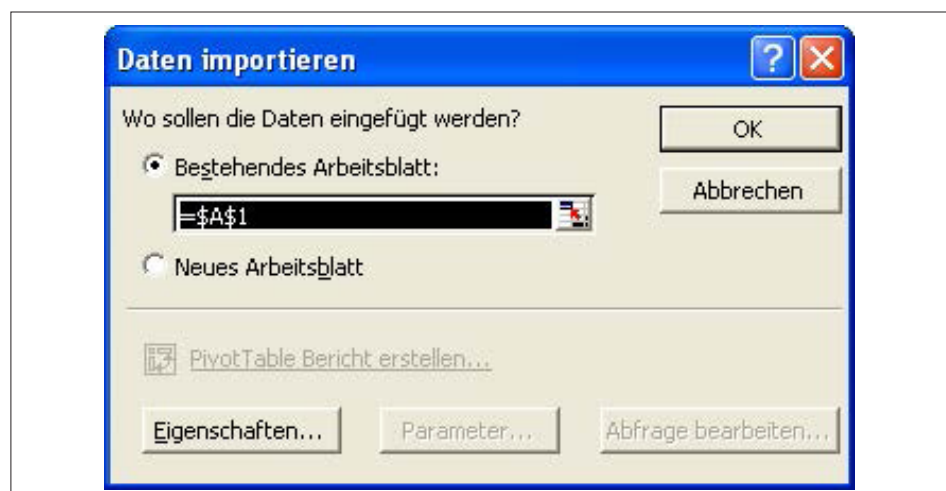 Daten importieren
Wo sollen die Daten eingefügt werden?
OK
Bestehendes Arbeitsblatt:
Abbrechen
=$A$1
Neues Arbeitsblatt
PivotTable Bericht erstellen...
Eigenschaften...
Parameter...
Abfrage bearbeiten...